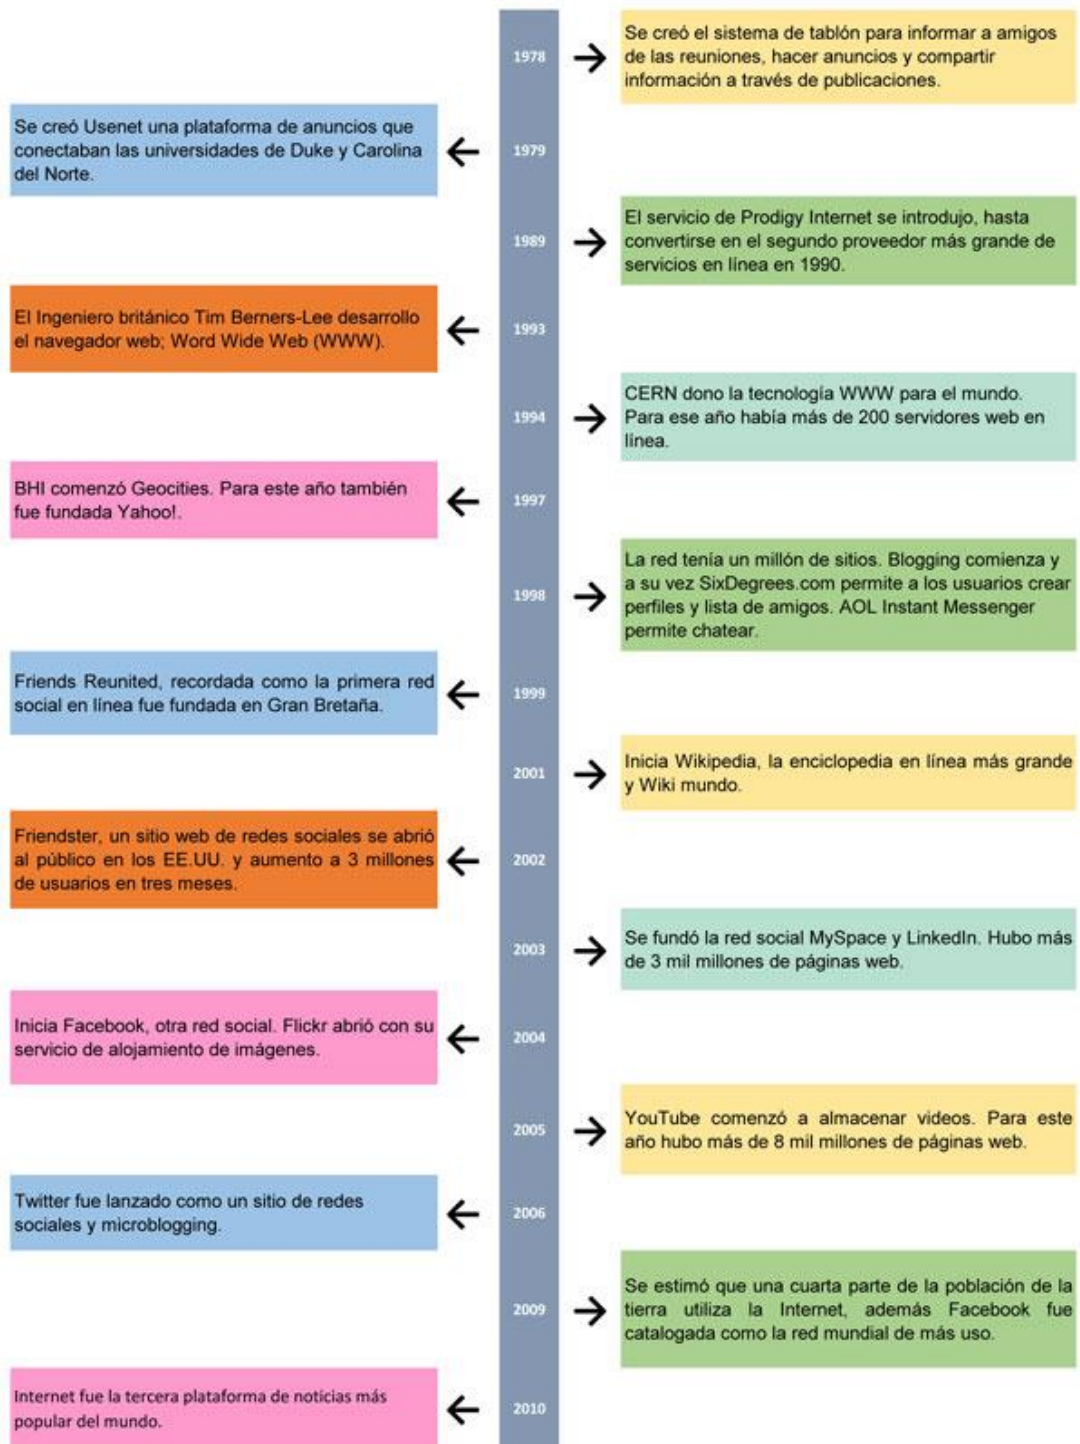 1978
Se creó el sistema de tablón para informar a amigos
de las reuniones, hacer anuncios y compartir
información a través de publicaciones.
Se creó Usenet una plataforma de anuncios que
conectaban las universidades de Duke y Carolina
del Norte.
1979
1989
El servicio de Prodigy Internet se introdujo, hasta
convertirse en el segundo proveedor más grande de
servicios en línea en 1990.
El Ingeniero británico Tim Berners-Lee desarrollo
el navegador web; Word Wide Web (WWW).
1993
1994
CERN dono la tecnología WWW para el mundo.
Para ese año había más de 200 servidores web en
línea.
BHI comenzó Geocities. Para este año también
fue fundada Yahoo!.
1997
1998
La red tenía un millón de sitios. Blogging comienza y
a su vez SixDegrees.com permite a los usuarios crear
perfiles y lista de amigos. AOL Instant Messenger
permite chatear.
Friends Reunited, recordada como la primera red
social en línea fue fundada en Gran Bretaña.
1999
2001
Inicia Wikipedia, la enciclopedia en línea más grande
y Wiki mundo.
Friendster, un sitio web de redes sociales se abrió
al público en los EE.UU. y aumento a 3 millones
de usuarios en tres meses.
2002
2003
Se fundó la red social MySpace y LinkedIn. Hubo más
de 3 mil millones de páginas web.
Inicia Facebook, otra red social. Flickr abrió con su
servicio de alojamiento de imágenes.
2004
2005
YouTube comenzó a almacenar videos. Para este
año hubo más de 8 mil millones de páginas web.
Twitter fue lanzado como un sitio de redes
sociales y microblogging.
2006
2009
Se estimó que una cuarta parte de la población de la
tierra utiliza la Internet, además Facebook fue
catalogada como la red mundial de más uso.
Internet fue la tercera plataforma de noticias más
popular del mundo.
2010